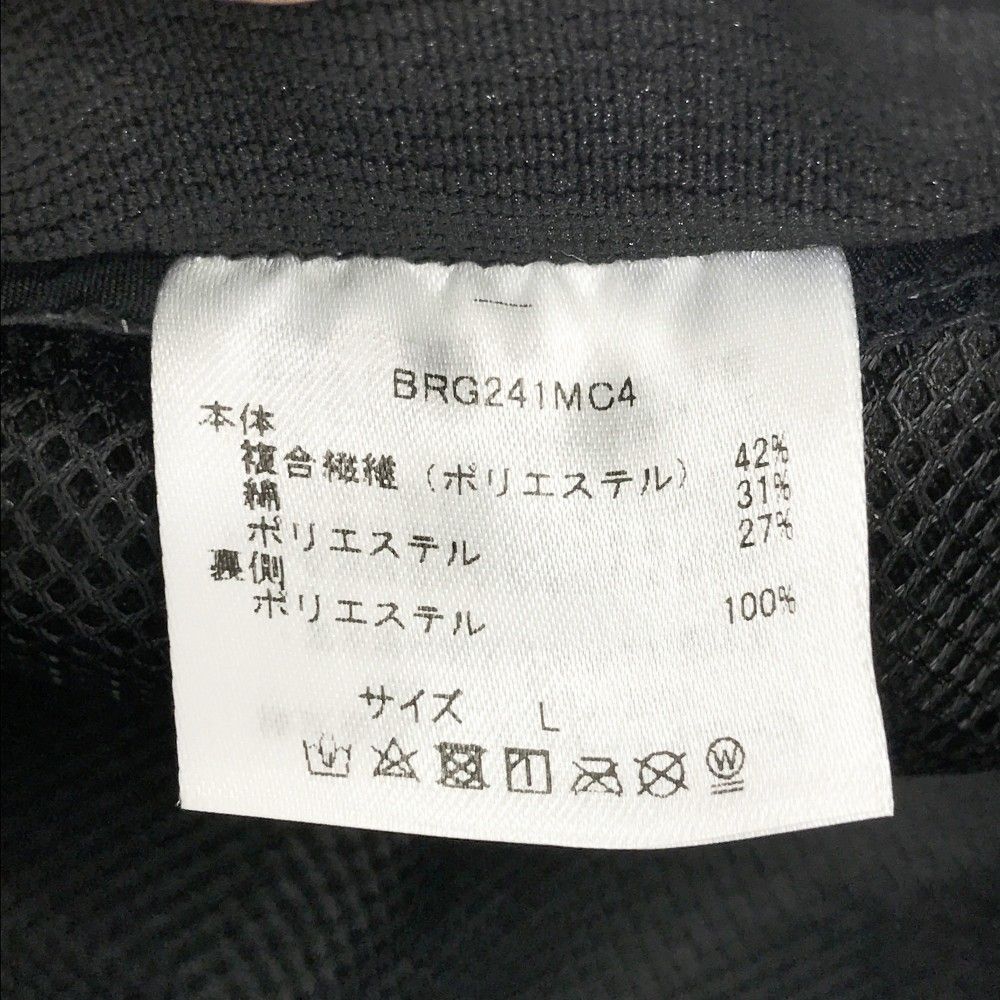 BRG241MC4
本体
複合繊維（ポリエステル） 42%
綿 31%
ポリエステル 27%
裏側
ポリエステル 100%
サイズ L
W